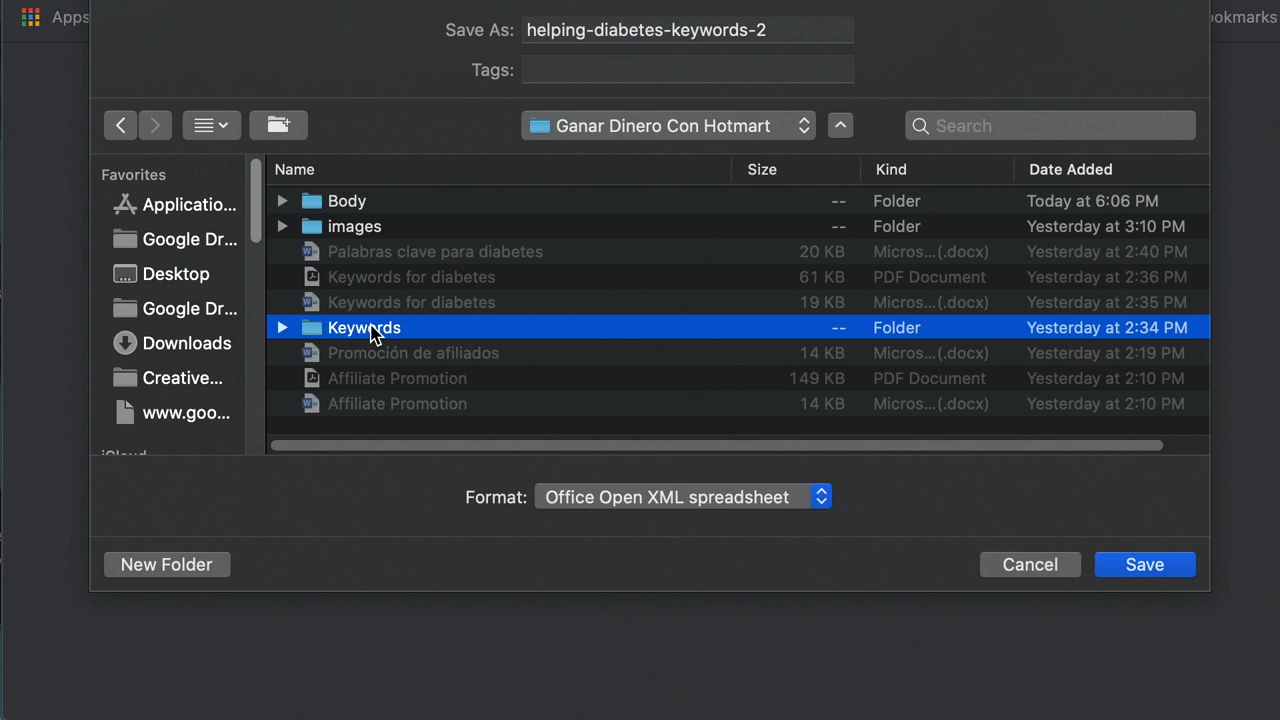 Apps
ookmarks
Save As: helping-diabetes-keywords-2
Tags:
Ganar Dinero Con Hotmart
Search
Favorites
Applicatio...
Google Dr...
Desktop
Google Dr...
Downloads
Creative...
www.goo...
iCloud
Name Size Kind Date Added
Body -- Folder Today at 6:06 PM
images -- Folder Yesterday at 3:10 PM
Palabras clave para diabetes 20 KB Micros...(.docx) Yesterday at 2:40 PM
Keywords for diabetes 61 KB PDF Document Yesterday at 2:36 PM
Keywords for diabetes 19 KB Micros...(.docx) Yesterday at 2:35 PM
Keywords -- Folder Yesterday at 2:34 PM
Promoción de afiliados 14 KB Micros...(.docx) Yesterday at 2:19 PM
Affiliate Promotion 149 KB PDF Document Yesterday at 2:10 PM
Affiliate Promotion 14 KB Micros...(.docx) Yesterday at 2:10 PM
Format: Office Open XML spreadsheet
New Folder Cancel Save